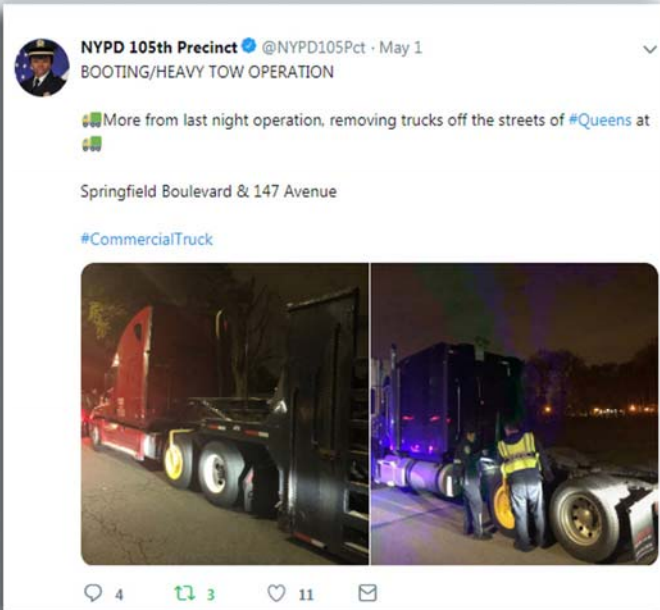 NYPD 105th Precinct @NYPD105Pct · May 1
BOOTING/HEAVY TOW OPERATION
🚛More from last night operation, removing trucks off the streets of #Queens at
🚛
Springfield Boulevard & 147 Avenue
#CommercialTruck
4 3 11